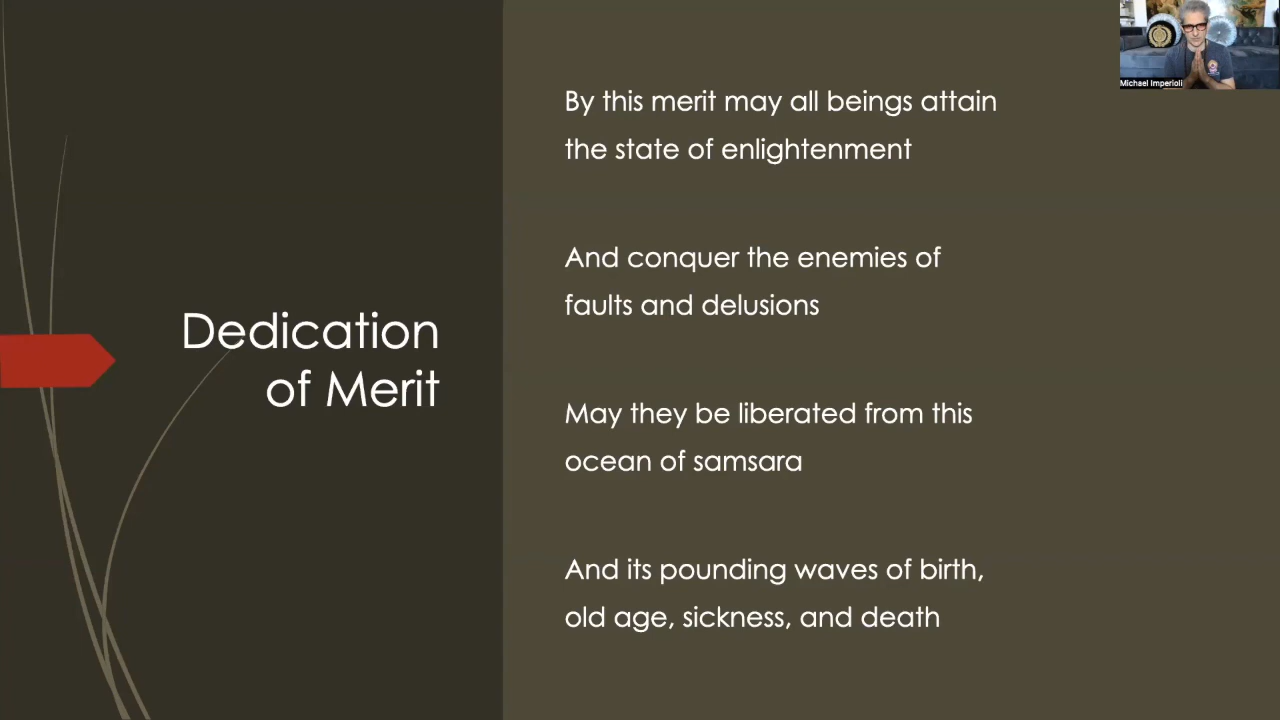 Dedication
of Merit
By this merit may all beings attain
the state of enlightenment
And conquer the enemies of
faults and delusions
May they be liberated from this
ocean of samsara
And its pounding waves of birth,
old age, sickness, and death
Michael Imperioli